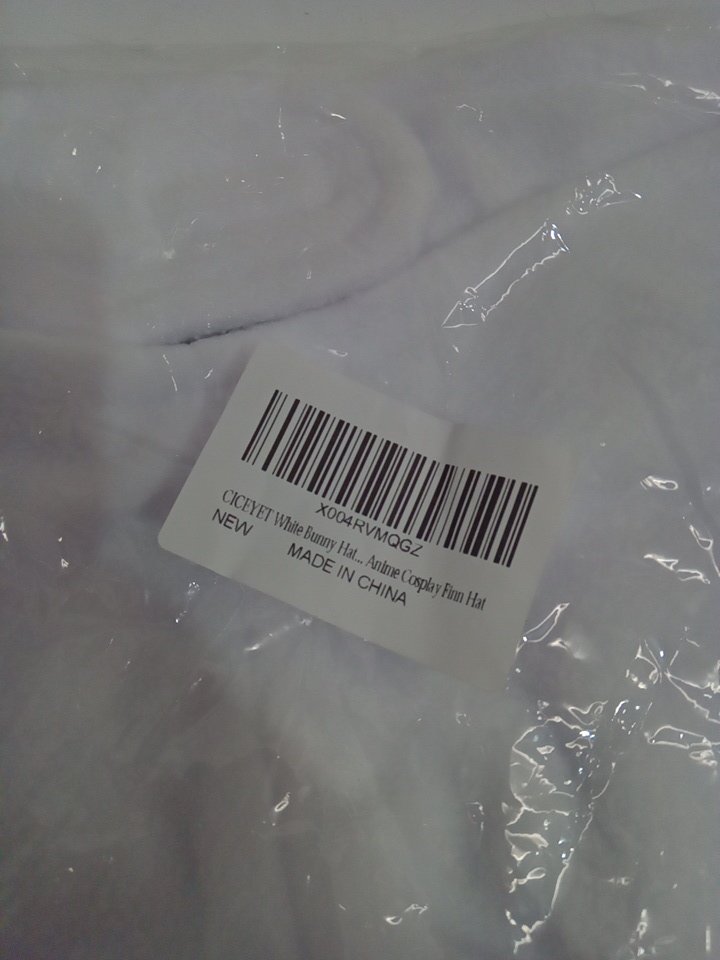 X004RVMQGZ
CICEYET White Bunny Hat... Anime Cosplay Finn Hat
NEW
MADE IN CHINA